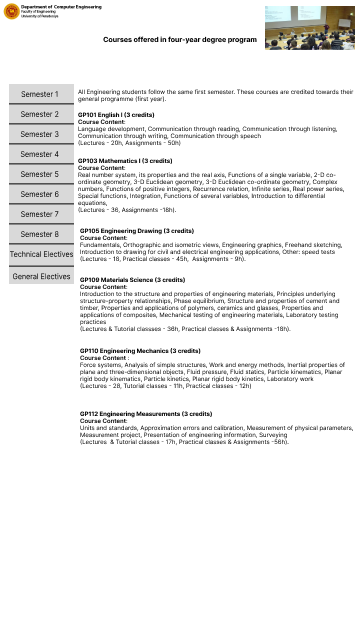 Department of Computer Engineering
Faculty of Engineering
University of Peradeniya
Courses offered in four-year degree program
Semester 1
Semester 2
Semester 3
Semester 4
Semester 5
Semester 6
Semester 7
Semester 8
Technical Electives
General Electives
All Engineering students follow the same first semester. These courses are credited towards their
general programme (first year).
GP101 English I (3 credits)
Course Content:
Language development, Communication through reading, Communication through listening,
Communication through writing, Communication through speech
(Lectures - 20h, Assignments - 50h)
GP103 Mathematics I (3 credits)
Course Content:
Real number system, its properties and the real axis, Functions of a single variable, 2-D co-
ordinate geometry, 3-D Euclidean geometry, 3-D Euclidean co-ordinate geometry, Complex
numbers, Functions of positive integers, Recurrence relation, Infinite series, Real power series,
Special functions, Integration, Functions of several variables, Introduction to differential
equations,
(Lectures - 36, Assignments -18h).
GP105 Engineering Drawing (3 credits)
Course Content:
Fundamentals, Orthographic and isometric views, Engineering graphics, Freehand sketching,
Introduction to drawing for civil and electrical engineering applications, Other: speed tests
(Lectures - 18, Practical classes - 45h, Assignments - 9h).
GP109 Materials Science (3 credits)
Course Content:
Introduction to the structure and properties of engineering materials, Principles underlying
structure-property relationships, Phase equilibrium, Structure and properties of cement and
timber, Properties and applications of polymers, ceramics and glasses, Properties and
applications of composites, Mechanical testing of engineering materials, Laboratory testing
practices
(Lectures & Tutorial classes - 36h, Practical classes & Assignments -18h).
GP110 Engineering Mechanics (3 credits)
Course Content :
Force systems, Analysis of simple structures, Work and energy methods, Inertial properties of
plane and three-dimensional objects, Fluid pressure, Fluid statics, Particle kinematics, Planar
rigid body kinematics, Particle kinetics, Planar rigid body kinetics, Laboratory work
(Lectures - 28, Tutorial classes - 11h, Practical classes - 12h)
GP112 Engineering Measurements (3 credits)
Course Content:
Units and standards, Approximation errors and calibration, Measurement of physical parameters,
Measurement project, Presentation of engineering information, Surveying
(Lectures & Tutorial classes - 17h, Practical classes & Assignments -56h).